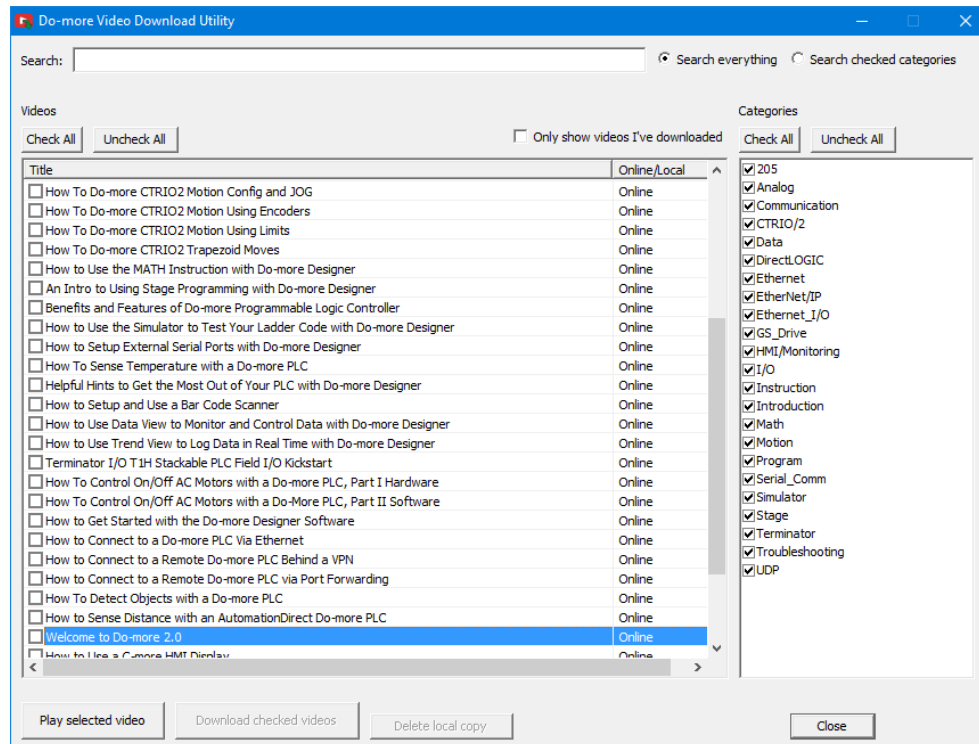 Do-more Video Download Utility
Search:
Search everything Search checked categories
Videos
Categories
Check All Uncheck All Only show videos I've downloaded Check All Uncheck All
Title Online/Local
How To Do-more CTRIO2 Motion Config and JOG Online
How To Do-more CTRIO2 Motion Using Encoders Online
How To Do-more CTRIO2 Motion Using Limits Online
How To Do-more CTRIO2 Trapezoid Moves Online
How to Use the MATH Instruction with Do-more Designer Online
An Intro to Using Stage Programming with Do-more Designer Online
Benefits and Features of Do-more Programmable Logic Controller Online
How to Use the Simulator to Test Your Ladder Code with Do-more Designer Online
How to Setup External Serial Ports with Do-more Designer Online
How To Sense Temperature with a Do-more PLC Online
Helpful Hints to Get the Most Out of Your PLC with Do-more Designer Online
How to Setup and Use a Bar Code Scanner Online
How to Use Data View to Monitor and Control Data with Do-more Designer Online
How to Use Trend View to Log Data in Real Time with Do-more Designer Online
Terminator I/O T1H Stackable PLC Field I/O Kickstart Online
How To Control On/Off AC Motors with a Do-more PLC, Part I Hardware Online
How To Control On/Off AC Motors with a Do-More PLC, Part II Software Online
How to Get Started with the Do-more Designer Software Online
How to Connect to a Do-more PLC Via Ethernet Online
How to Connect to a Remote Do-more PLC Behind a VPN Online
How to Connect to a Remote Do-more PLC via Port Forwarding Online
How To Detect Objects with a Do-more PLC Online
How to Sense Distance with an AutomationDirect Do-more PLC Online
Welcome to Do-more 2.0 Online
How to Use a C-more HMI Display Online
205
Analog
Communication
CTRIO/2
Data
DirectLOGIC
Ethernet
EtherNet/IP
Ethernet_I/O
GS_Drive
HMI/Monitoring
I/O
Instruction
Introduction
Math
Motion
Program
Serial_Comm
Simulator
Stage
Terminator
Troubleshooting
UDP
Play selected video Download checked videos Delete local copy Close